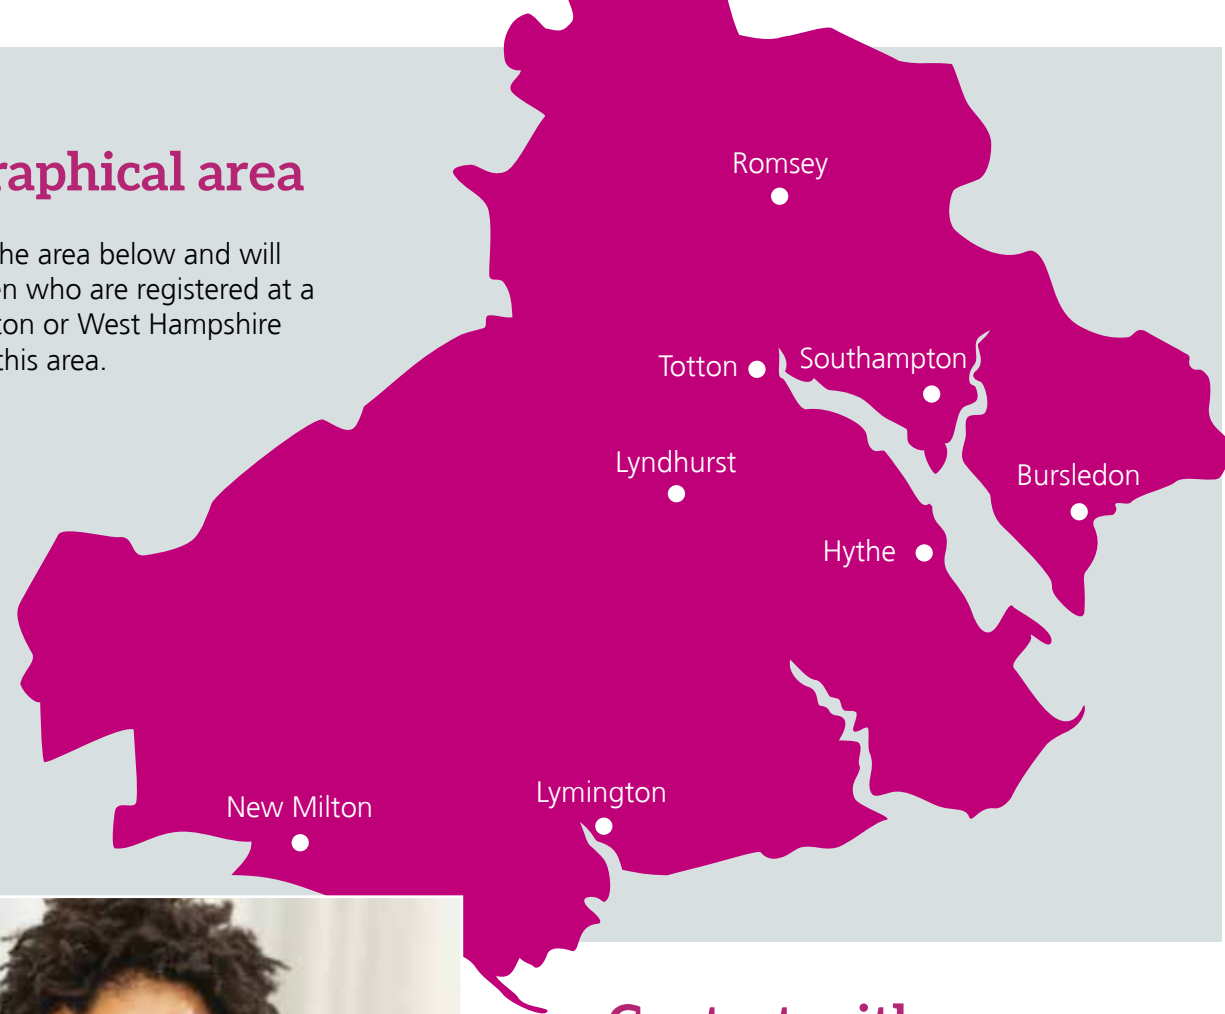 raphical area
he area below and will
en who are registered at a
ton or West Hampshire
this area.
Romsey
Totton
Southampton
Lyndhurst
Bursledon
Hythe
New Milton
Lymington